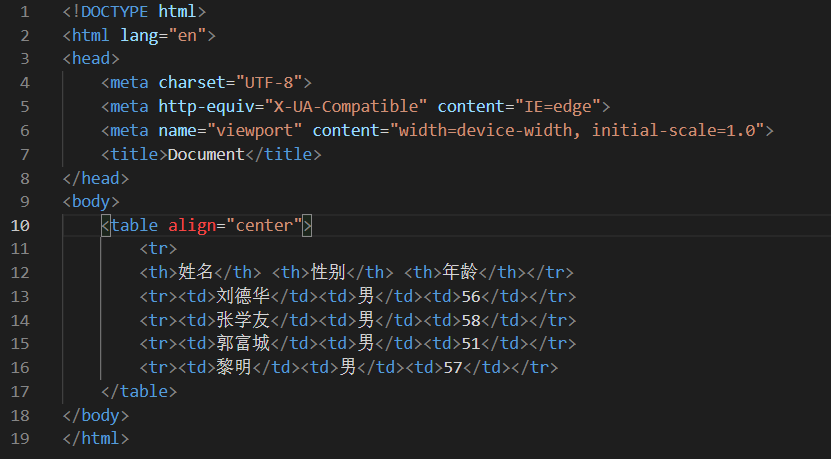 1 <!DOCTYPE html>
2 <html lang="en">
3 <head>
4     <meta charset="UTF-8">
5     <meta http-equiv="X-UA-Compatible" content="IE=edge">
6     <meta name="viewport" content="width=device-width, initial-scale=1.0">
7     <title>Document</title>
8 </head>
9 <body>
10     <table align="center">
11         <tr>
12         <th>姓名</th> <th>性别</th> <th>年龄</th></tr>
13         <tr><td>刘德华</td><td>男</td><td>56</td></tr>
14         <tr><td>张学友</td><td>男</td><td>58</td></tr>
15         <tr><td>郭富城</td><td>男</td><td>51</td></tr>
16         <tr><td>黎明</td><td>男</td><td>57</td></tr>
17     </table>
18 </body>
19 </html>